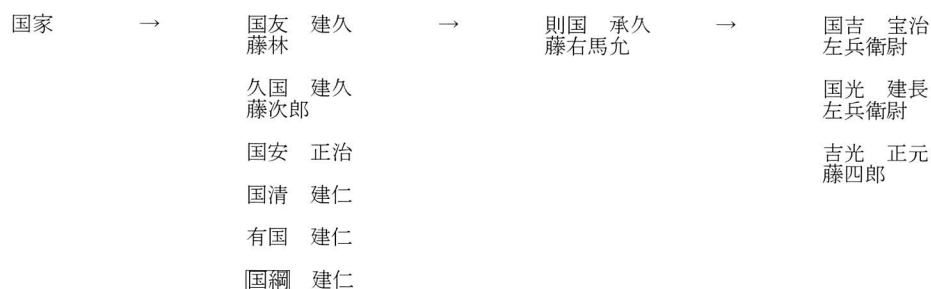 国家 → 国友 建久 → 則国 承久 → 国吉 宝治
藤林 藤右馬允 左兵衛尉
久国 建久 国光 建長
藤次郎 左兵衛尉
国安 正治 吉光 正元
藤四郎
国清 建仁
有国 建仁
国綱 建仁